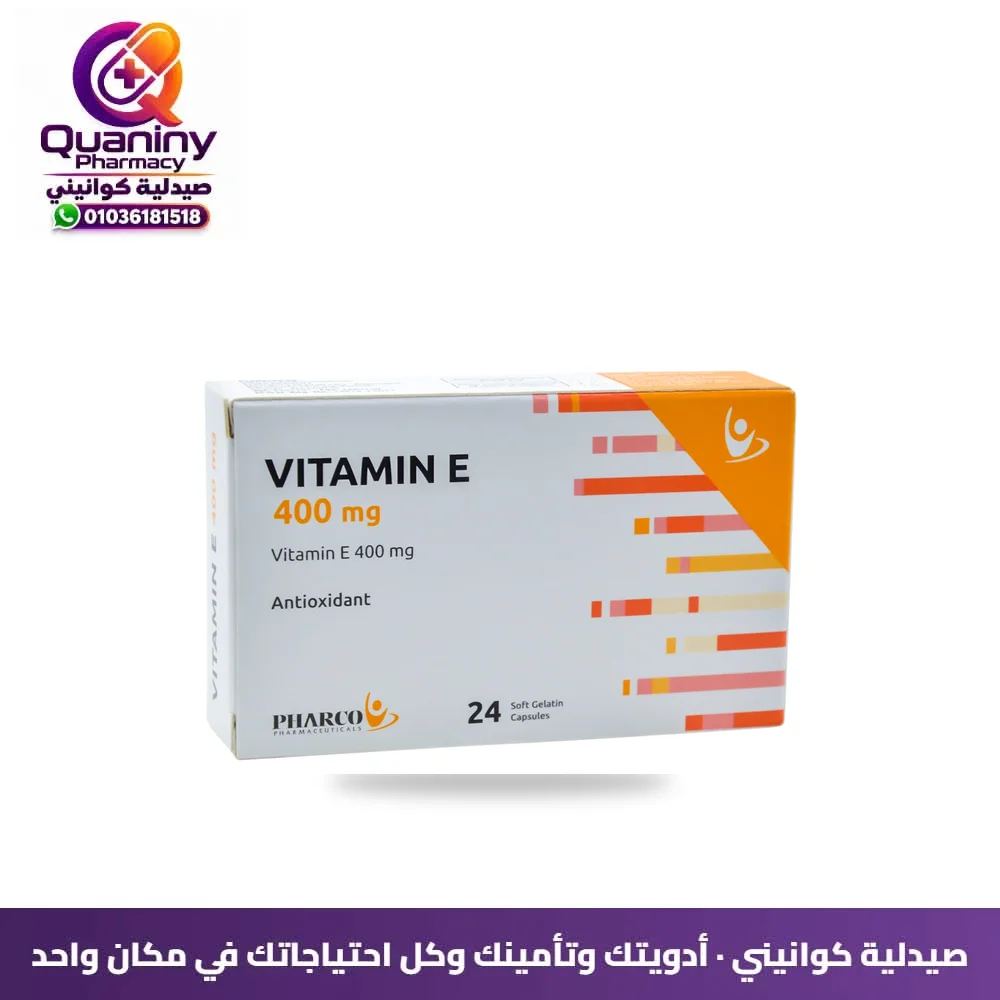 Quaniny
Pharmacy
صيدلية كوانيني
01036181518
VITAMIN E
400 mg
Vitamin E 400 mg
Antioxidant
PHARCO
PHARMACEUTICALS
24 Soft Gelatin
Capsules
VITAMIN E 400 mg
صيدلية كوانيني · أدويتك وتأمينك وكل احتياجاتك في مكان واحد